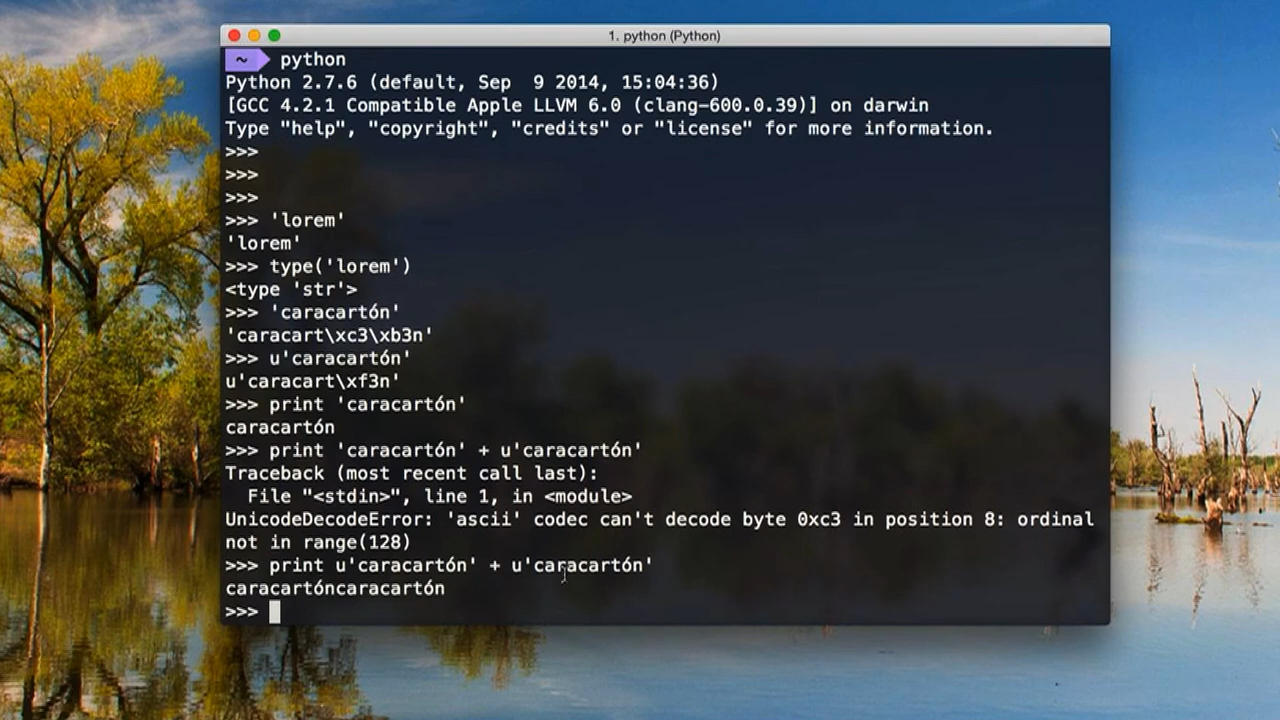 1. python (Python)
~ python
Python 2.7.6 (default, Sep  9 2014, 15:04:36)
[GCC 4.2.1 Compatible Apple LLVM 6.0 (clang-600.0.39)] on darwin
Type "help", "copyright", "credits" or "license" for more information.
>>>
>>>
>>>
>>> 'lorem'
'lorem'
>>> type('lorem')
<type 'str'>
>>> 'caracartón'
'caracart\xc3\xb3n'
>>> u'caracartón'
u'caracart\xf3n'
>>> print 'caracartón'
caracartón
>>> print 'caracartón' + u'caracartón'
Traceback (most recent call last):
  File "<stdin>", line 1, in <module>
UnicodeDecodeError: 'ascii' codec can't decode byte 0xc3 in position 8: ordinal
not in range(128)
>>> print u'caracartón' + u'caracartón'
caracartóncaracartón
>>>